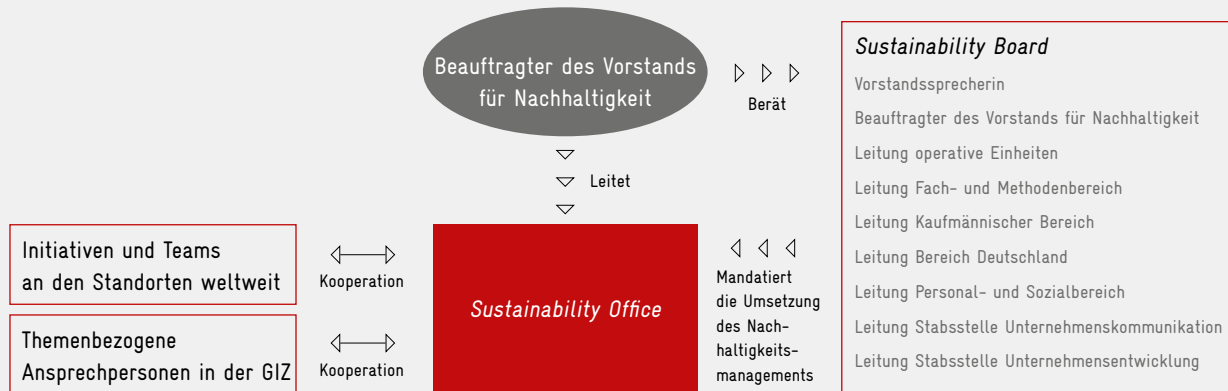 Beauftragter des Vorstands
für Nachhaltigkeit
Berät
Leitet
Initiativen und Teams
an den Standorten weltweit
Kooperation
Themenbezogene
Ansprechpersonen in der GIZ
Kooperation
Sustainability Office
Mandatiert
die Umsetzung
des Nach-
haltigkeits-
managements
Sustainability Board
Vorstandssprecherin
Beauftragter des Vorstands für Nachhaltigkeit
Leitung operative Einheiten
Leitung Fach- und Methodenbereich
Leitung Kaufmännischer Bereich
Leitung Bereich Deutschland
Leitung Personal- und Sozialbereich
Leitung Stabsstelle Unternehmenskommunikation
Leitung Stabsstelle Unternehmensentwicklung